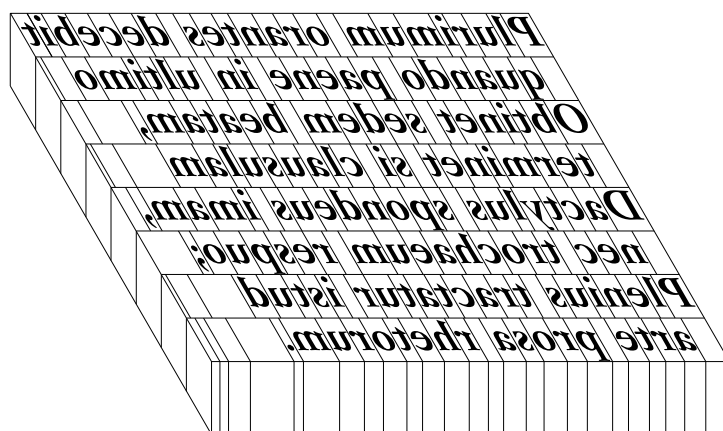 Plurimum orantes decebit
quando paene in ultimo
Obtinet sedem beatam,
terminet si clausulam
Dactylus spondeus imam,
nec trochaeum respuo;
Plenius tractatur istud
arte prosa rhetorum.